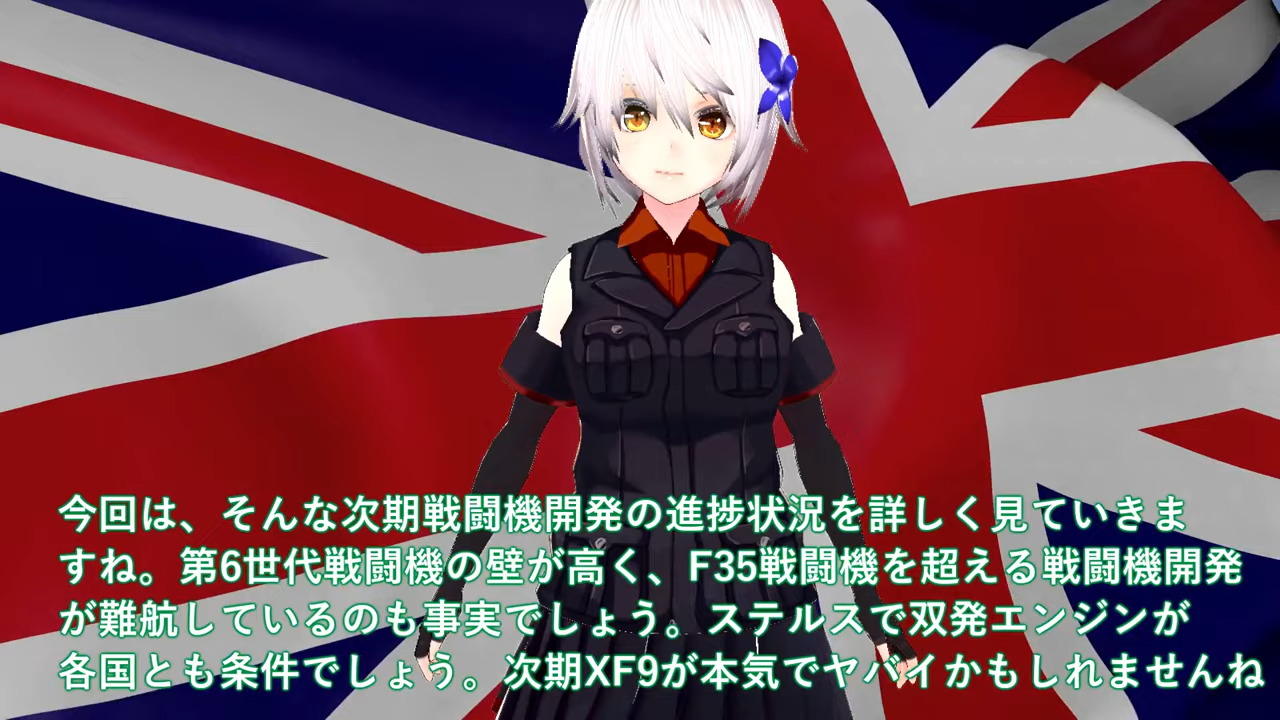 今回は、そんな次期戦闘機開発の進捗状況を詳しく見ていきま
すね。第6世代戦闘機の壁が高く、F35戦闘機を超える戦闘機開発
が難航しているのも事実でしょう。ステルスで双発エンジンが
各国とも条件でしょう。次期XF9が本気でヤバイかもしれませんね